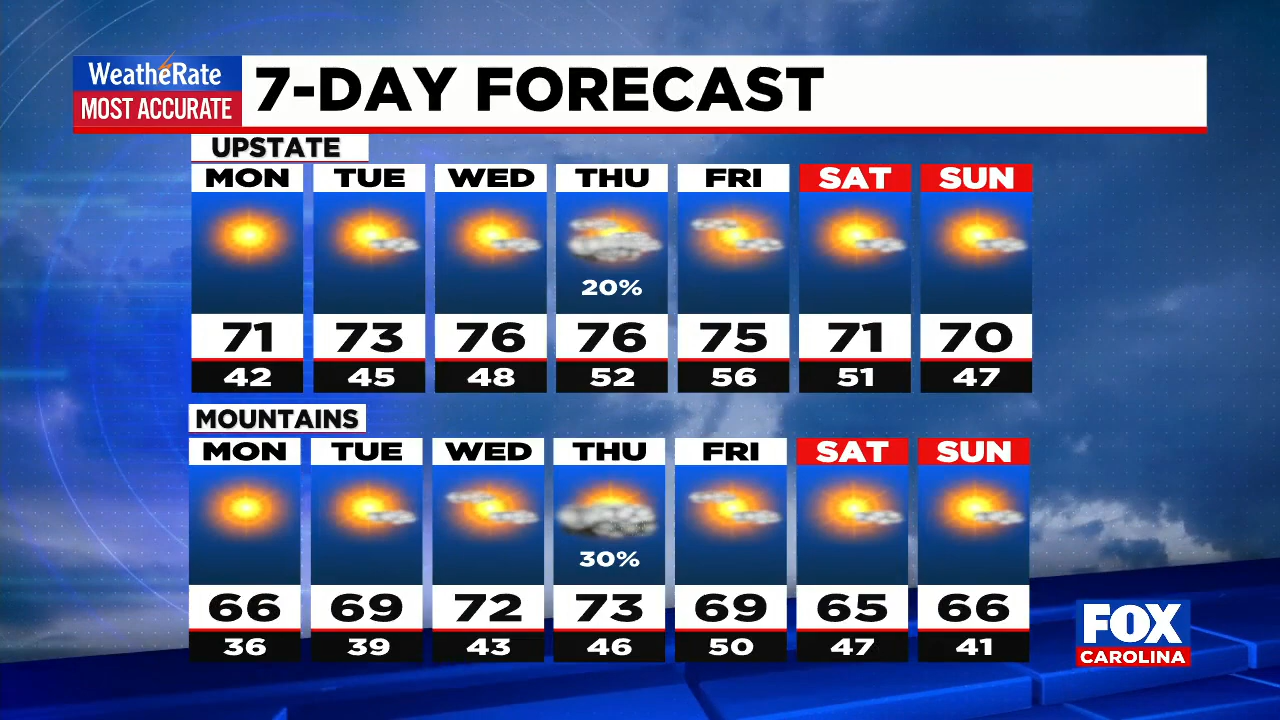 WeatheRate
MOST ACCURATE
7-DAY FORECAST
UPSTATE
MON TUE WED THU FRI SAT SUN
20%
71 73 76 76 75 71 70
42 45 48 52 56 51 47
MOUNTAINS
MON TUE WED THU FRI SAT SUN
30%
66 69 72 73 69 65 66
36 39 43 46 50 47 41
FOX
CAROLINA